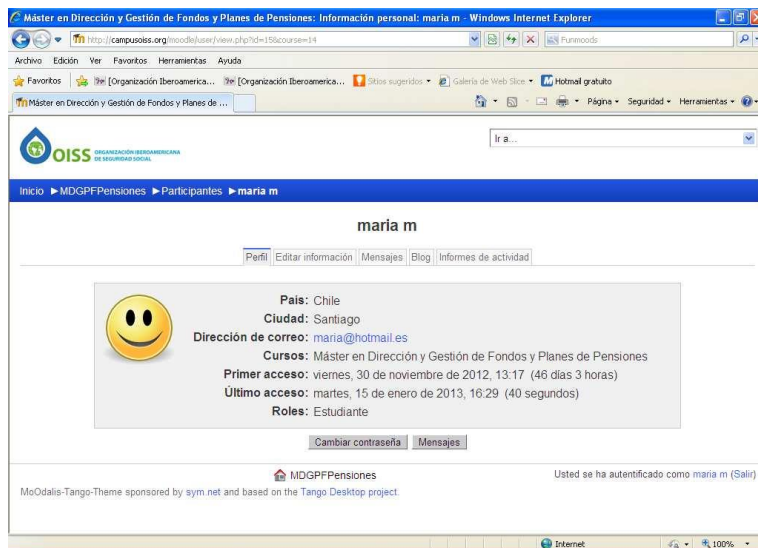 Máster en Dirección y Gestión de Fondos y Planes de Pensiones: Información personal: maria m - Windows Internet Explorer
http://campusoiss.org/moodle/user/view.php?id=15&course=14
Funmoods
Archivo Edición Ver Favoritos Herramientas Ayuda
Favoritos [Organización Iberoamerica... [Organización Iberoamerica... Sitios sugeridos Galería de Web Slice Hotmail gratuito
Máster en Dirección y Gestión de Fondos y Planes de ... Página Seguridad Herramientas
OISS ORGANIZACIÓN IBEROAMERICANA
DE SEGURIDAD SOCIAL
Ir a...
Inicio ► MDGPFPensiones ► Participantes ► maria m
maria m
Perfil Editar información Mensajes Blog Informes de actividad
País: Chile
Ciudad: Santiago
Dirección de correo: maria@hotmail.es
Cursos: Máster en Dirección y Gestión de Fondos y Planes de Pensiones
Primer acceso: viernes, 30 de noviembre de 2012, 13:17 (46 días 3 horas)
Último acceso: martes, 15 de enero de 2013, 16:29 (40 segundos)
Roles: Estudiante
Cambiar contraseña Mensajes
MDGPFPensiones
Usted se ha autentificado como maria m (Salir)
MoOdalis-Tango-Theme sponsored by sym.net and based on the Tango Desktop project.
Internet 100%